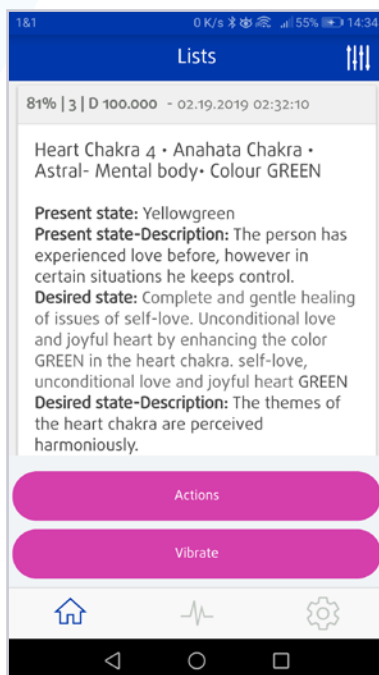 1&1 0 K/s 55% 14:34
Lists
81% | 3 | D 100.000 - 02.19.2019 02:32:10
Heart Chakra 4 • Anahata Chakra •
Astral- Mental body• Colour GREEN
Present state: Yellowgreen
Present state-Description: The person has
experienced love before, however in
certain situations he keeps control.
Desired state: Complete and gentle healing
of issues of self-love. Unconditional love
and joyful heart by enhancing the color
GREEN in the heart chakra. self-love,
unconditional love and joyful heart GREEN
Desired state-Description: The themes of
the heart chakra are perceived
harmoniously.
Actions
Vibrate